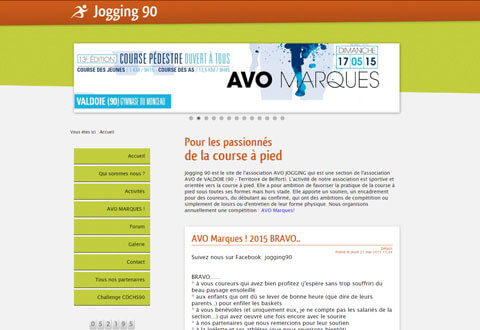 Jogging 90
13e ÉDITION COURSE PÉDESTRE OUVERT À TOUS
COURSE DES JEUNES / 1 KM / 9H15 COURSE DES AS / 12,5 KM / 9H30
VALDOIE (90) GYMNASE DU MONCEAU
AVO MARQUES
DIMANCHE
17 05 15
Vous êtes ici : Accueil
Accueil
Qui sommes nous ?
Activités
AVO MARQUES !
Forum
Galerie
Contact
Tous nos partenaires
Challenge COCHS90
052195
Pour les passionnés
de la course à pied
Jogging 90 est le site de l'association AVO JOGGING qui est une section de l'association
AVO de VALDOIE (90 - Territoire de Belfort). L'activité de notre association est sportive et
orientée vers la course à pied. Elle a pour ambition de favoriser la pratique de la course à
pied sous toutes ses formes mais hors stade. Elle apporte un soutien, un encadrement
pour des coureurs, du débutant au confirmé, qui ont des ambitions de compétition ou
simplement de loisirs ou d'entretien de leur forme physique. Nous organisons
annuellement une compétition : AVO Marques!
AVO Marques ! 2015 BRAVO..
Détails
Suivez nous sur Facebook: jogging90
BRAVO......
* à vous coureurs qui avez bien profitez (j'espère sans trop souffrir) du
beau paysage ensoleillé
* aux enfants qui ont dû se lever de bonne heure (que dire de leurs
parents..) pour enfiler les baskets
* à vous bénévoles (et uniquement eux, je ne compte pas les salariés de la
section...) qui avez oeuvré une fois encore avec le sourire
* à nos partenaires qui nous remercions pour leur soutien